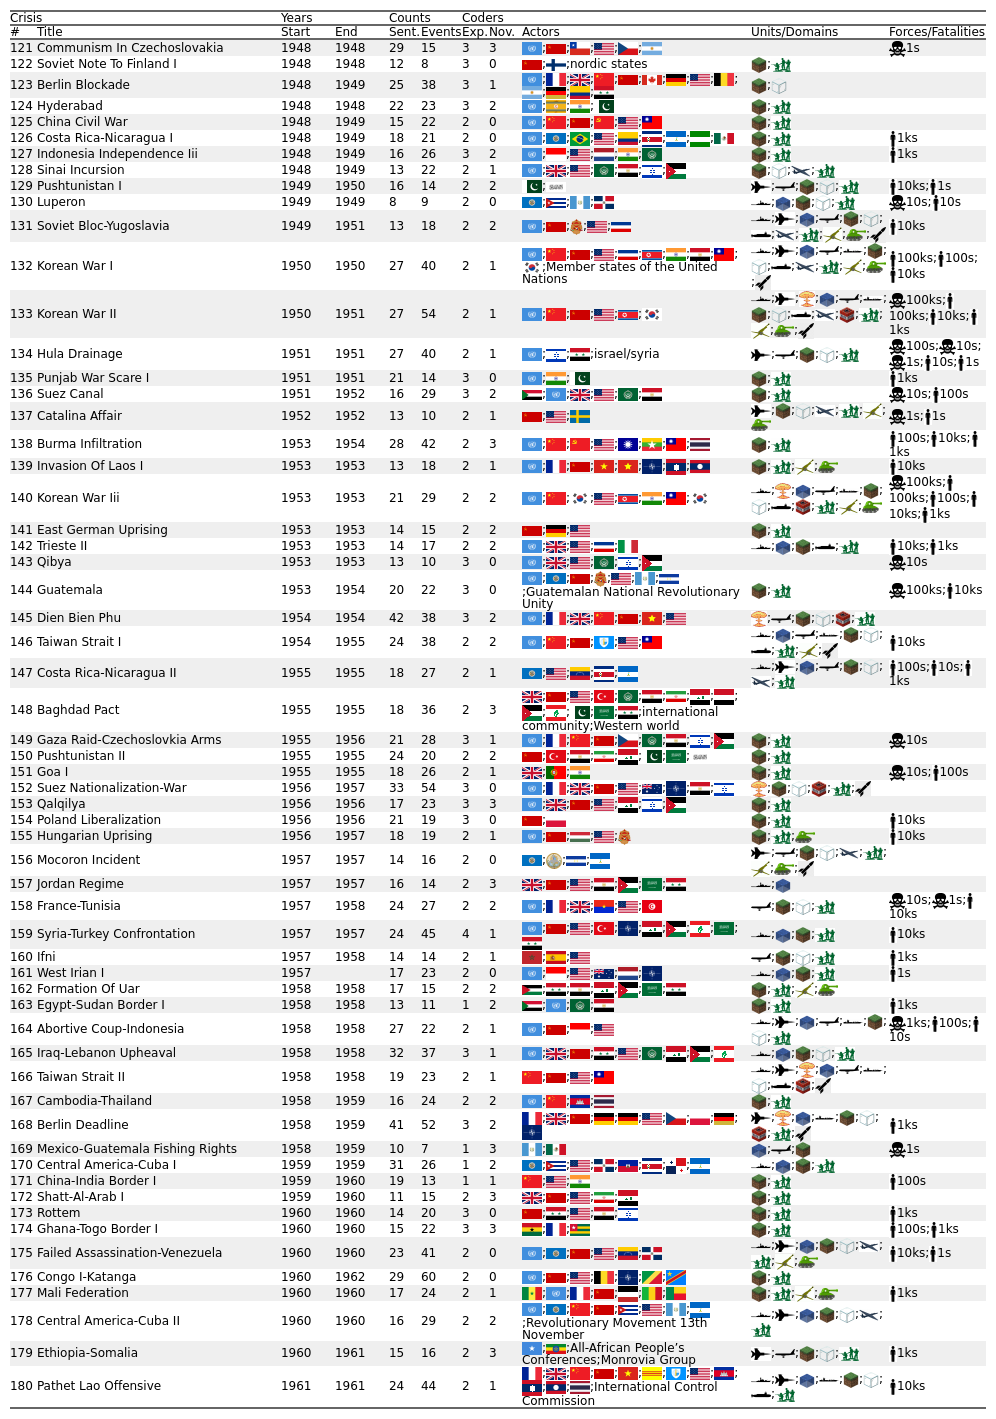 Crisis Years Counts Coders
# Title Start End Sent. Events Exp. Nov. Actors Units/Domains Forces/Fatalities
121 Communism In Czechoslovakia 1948 1948 29 15 3 3 1s
122 Soviet Note To Finland I 1948 1948 12 8 3 0 ;nordic states
123 Berlin Blockade 1948 1949 25 38 3 1
124 Hyderabad 1948 1948 22 23 3 2
125 China Civil War 1948 1949 15 22 2 0
126 Costa Rica-Nicaragua I 1948 1949 18 21 2 0 1ks
127 Indonesia Independence Iii 1948 1949 16 26 3 2 1ks
128 Sinai Incursion 1948 1949 13 22 2 1
129 Pushtunistan I 1949 1950 16 14 2 2 10ks;1s
130 Luperon 1949 1949 8 9 2 0 10s;10s
131 Soviet Bloc-Yugoslavia 1949 1951 13 18 2 2 10ks
132 Korean War I 1950 1950 27 40 2 1 ;Member states of the United Nations 100ks;100s;10ks
133 Korean War II 1950 1951 27 54 2 1 100ks;100ks;10ks;1ks
134 Hula Drainage 1951 1951 27 40 2 1 ;israel/syria 100s;10s;1s;10s;1s
135 Punjab War Scare I 1951 1951 21 14 3 0 1ks
136 Suez Canal 1951 1952 16 29 3 2 10s;100s
137 Catalina Affair 1952 1952 13 10 2 1 1s;1s
138 Burma Infiltration 1953 1954 28 42 2 3 100s;10ks;1ks
139 Invasion Of Laos I 1953 1953 13 18 2 1 10ks
140 Korean War Iii 1953 1953 21 29 2 2 100ks;100ks;100s;10ks;1ks
141 East German Uprising 1953 1953 14 15 2 2
142 Trieste II 1953 1953 14 17 2 2 10ks;1ks
143 Qibya 1953 1953 13 10 3 0 10s
144 Guatemala 1953 1954 20 22 3 0 ;Guatemalan National Revolutionary Unity 100ks;10ks
145 Dien Bien Phu 1954 1954 42 38 3 2
146 Taiwan Strait I 1954 1955 24 38 2 2 10ks
147 Costa Rica-Nicaragua II 1955 1955 18 27 2 1 100s;10s;1ks
148 Baghdad Pact 1955 1955 18 36 2 3 ;international community;Western world
149 Gaza Raid-Czechoslovkia Arms 1955 1956 21 28 3 1 10s
150 Pushtunistan II 1955 1955 24 20 2 2
151 Goa I 1955 1955 18 26 2 1 10s;100s
152 Suez Nationalization-War 1956 1957 33 54 3 0
153 Qalqilya 1956 1956 17 23 3 3
154 Poland Liberalization 1956 1956 21 19 3 0 10ks
155 Hungarian Uprising 1956 1957 18 19 2 1 10ks
156 Mocoron Incident 1957 1957 14 16 2 0
157 Jordan Regime 1957 1957 16 14 2 3
158 France-Tunisia 1957 1958 24 27 2 2 10s;1s;10ks
159 Syria-Turkey Confrontation 1957 1957 24 45 4 1 10ks
160 Ifni 1957 1958 14 14 2 1 1ks
161 West Irian I 1957 17 23 2 0 1s
162 Formation Of Uar 1958 1958 17 15 2 2
163 Egypt-Sudan Border I 1958 1958 13 11 1 2 1ks
164 Abortive Coup-Indonesia 1958 1958 27 22 2 1 1ks;100s;10s
165 Iraq-Lebanon Upheaval 1958 1958 32 37 3 1
166 Taiwan Strait II 1958 1958 19 23 2 1
167 Cambodia-Thailand 1958 1959 16 24 2 2
168 Berlin Deadline 1958 1959 41 52 3 2 1ks
169 Mexico-Guatemala Fishing Rights 1958 1959 10 7 1 3 1s
170 Central America-Cuba I 1959 1959 31 26 1 2
171 China-India Border I 1959 1960 19 13 1 1 100s
172 Shatt-Al-Arab I 1959 1960 11 15 2 3
173 Rottem 1960 1960 14 20 3 0 1ks
174 Ghana-Togo Border I 1960 1960 15 22 3 3 100s;1ks
175 Failed Assassination-Venezuela 1960 1960 23 41 2 0 10ks;1s
176 Congo I-Katanga 1960 1962 29 60 2 0
177 Mali Federation 1960 1960 17 24 2 1 1ks
178 Central America-Cuba II 1960 1960 16 29 2 2 ;Revolutionary Movement 13th November
179 Ethiopia-Somalia 1960 1961 15 16 2 3 ;All-African People's Conferences;Monrovia Group 1ks
180 Pathet Lao Offensive 1961 1961 24 44 2 1 ;International Control Commission 10ks